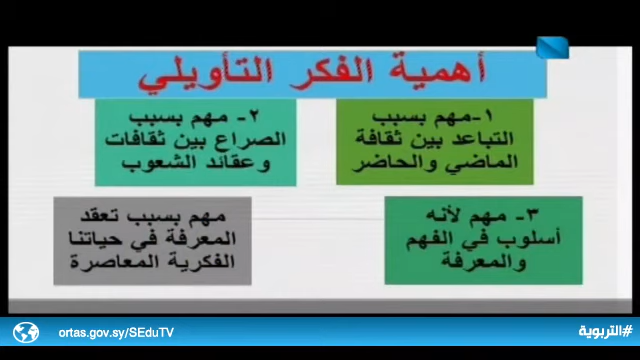 أهمية الفكر التأويلي
١-مهم بسبب
التباعد بين ثقافة
الماضي والحاضر
٢- مهم بسبب
الصراع بين ثقافات
وعقائد الشعوب
٣- مهم لأنه
أسلوب في الفهم
والمعرفة
مهم بسبب تعقد
المعرفة في حياتنا
الفكرية المعاصرة
ortas.gov.sy/SEduTV
#التربوية